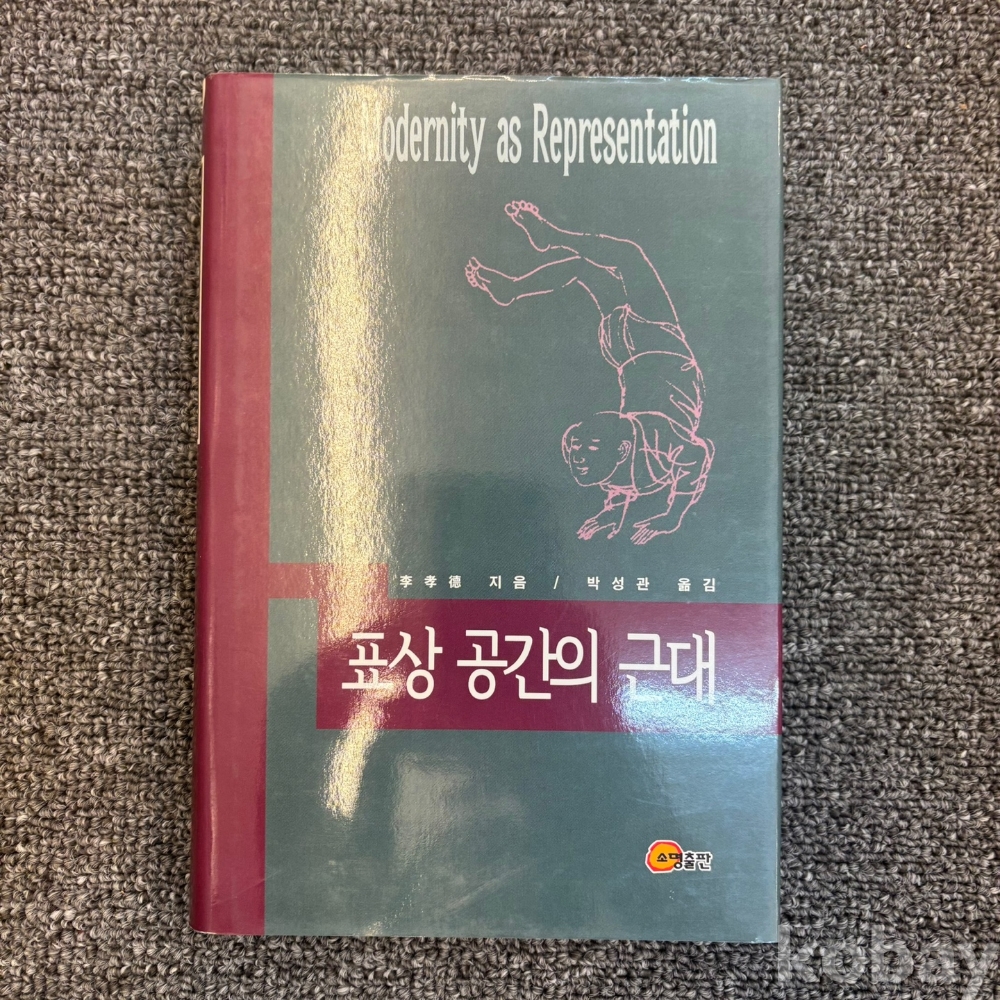 Modernity as Representation
李孝德 지음 / 박성관 옮김
표상 공간의 근대
소명출판
kobay